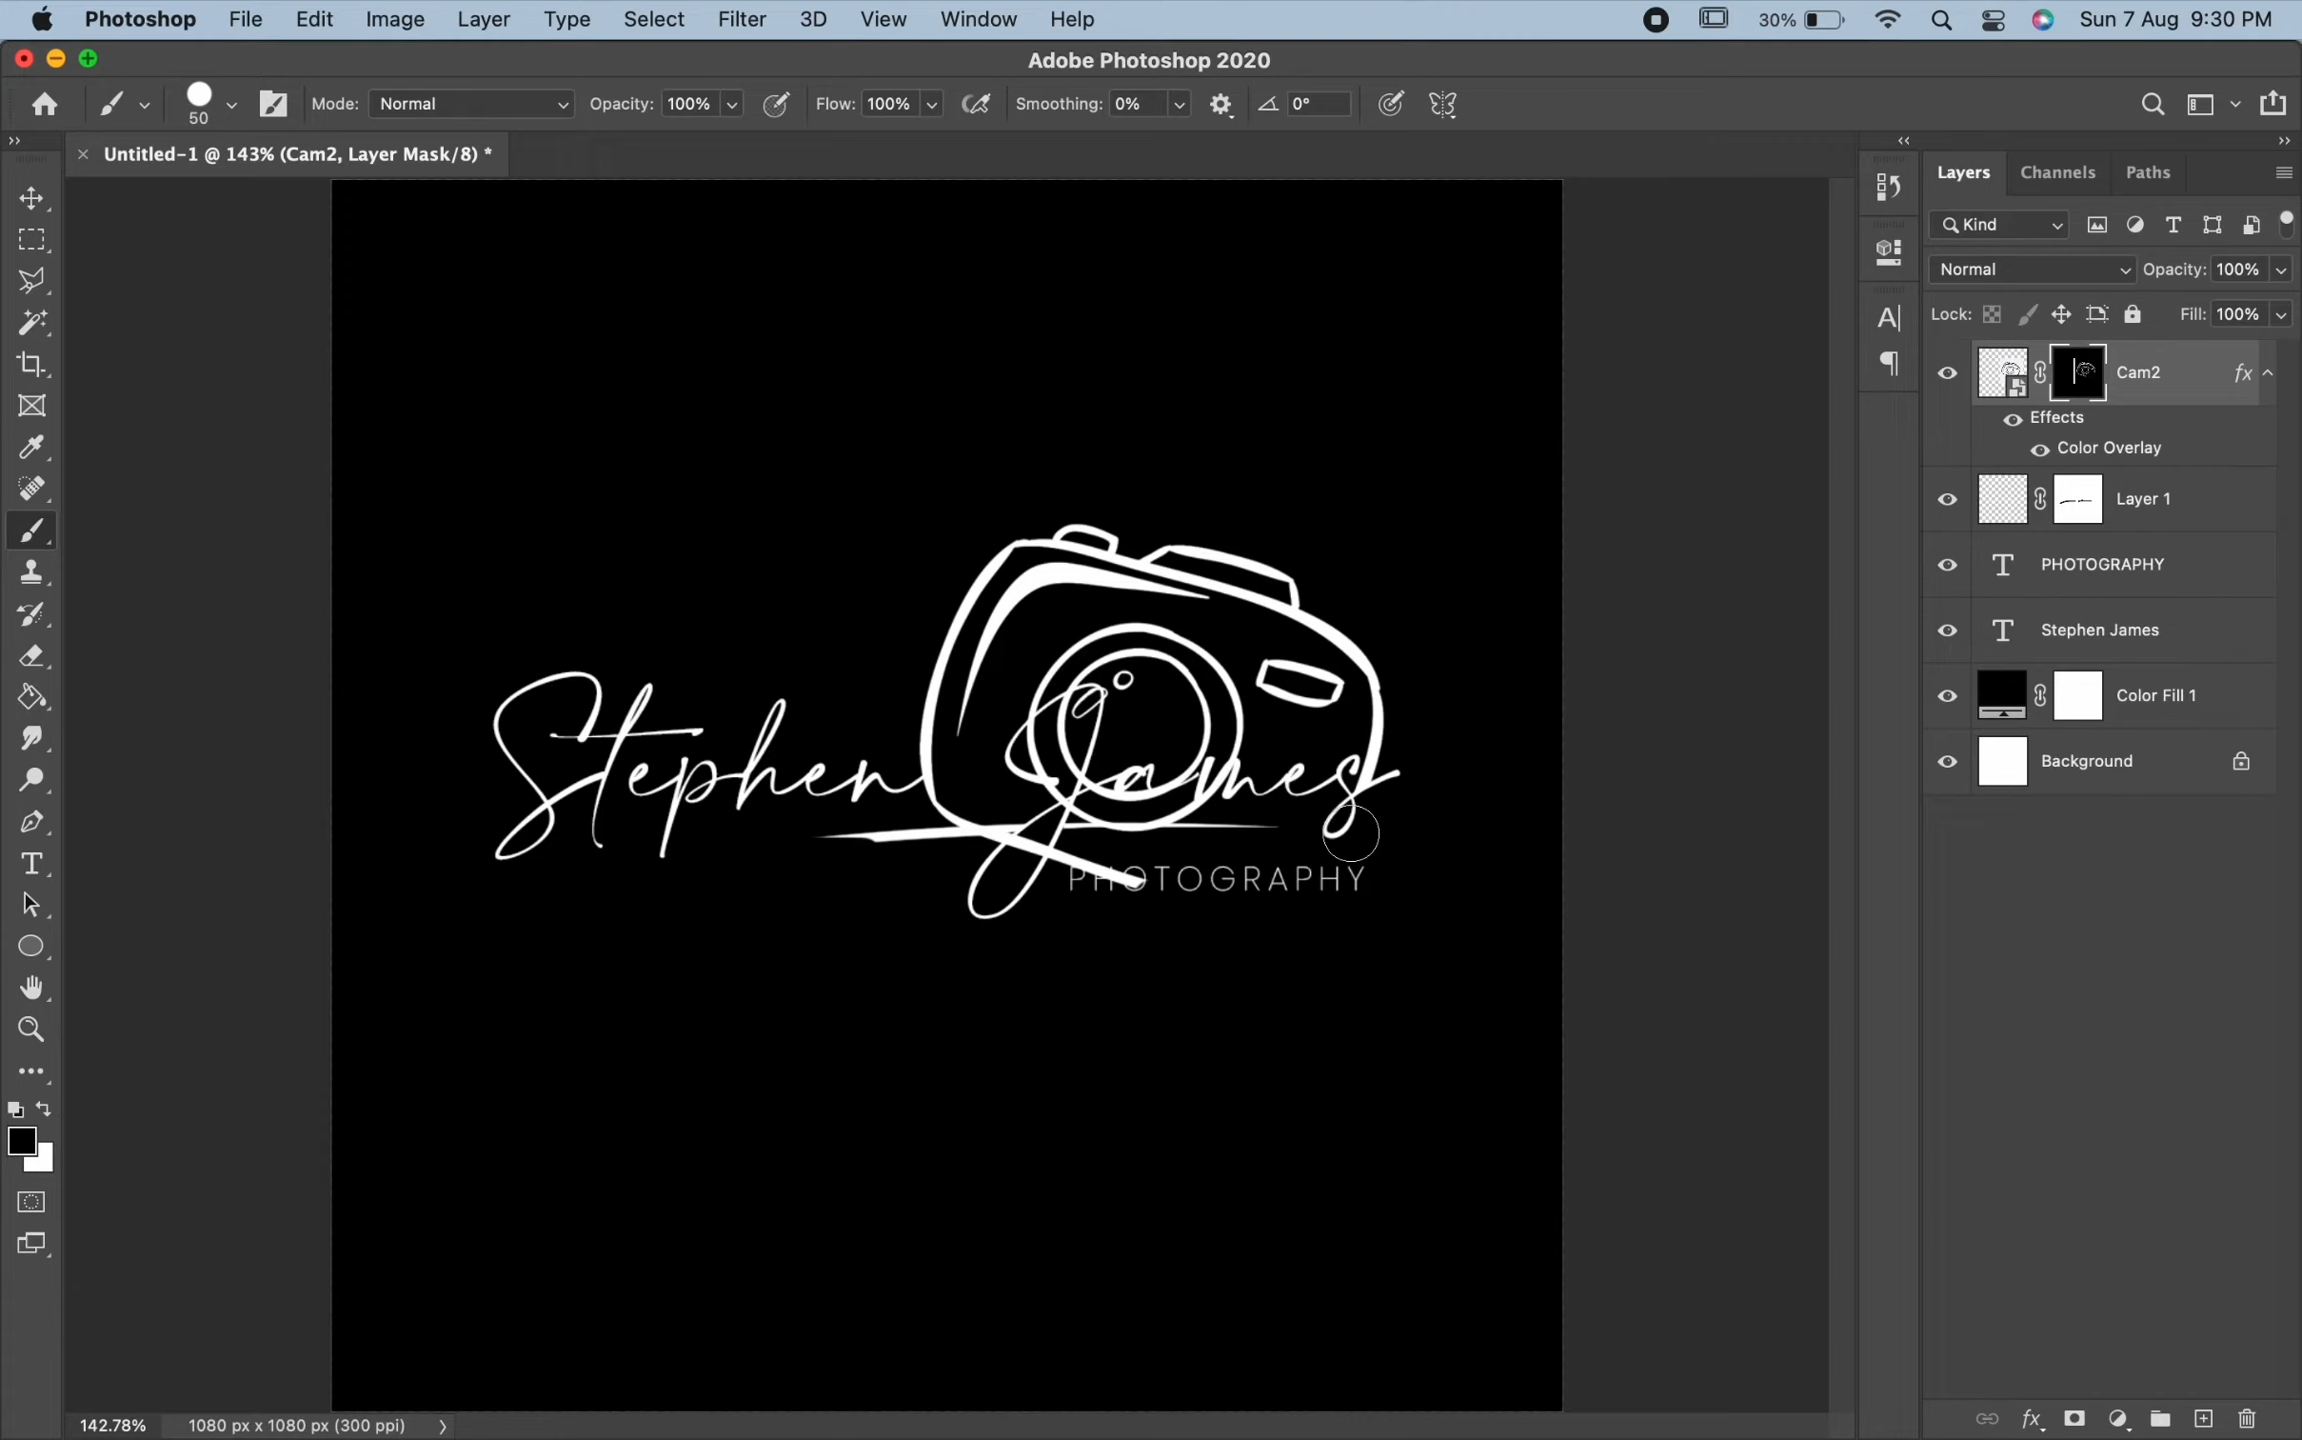 Photoshop File Edit Image Layer Type Select Filter 3D View Window Help 30% Sun 7 Aug 9:30 PM
Adobe Photoshop 2020
50 Mode: Normal Opacity: 100% Flow: 100% Smoothing: 0% 0°
Untitled-1 @ 143% (Cam2, Layer Mask/8) *
Layers Channels Paths
Kind
Normal Opacity: 100%
Lock: Fill: 100%
Cam2 fx
Effects
Color Overlay
Layer 1
PHOTOGRAPHY
Stephen James
Color Fill 1
Background
Stephen James
PHOTOGRAPHY
142.78% 1080 px x 1080 px (300 ppi)
fx